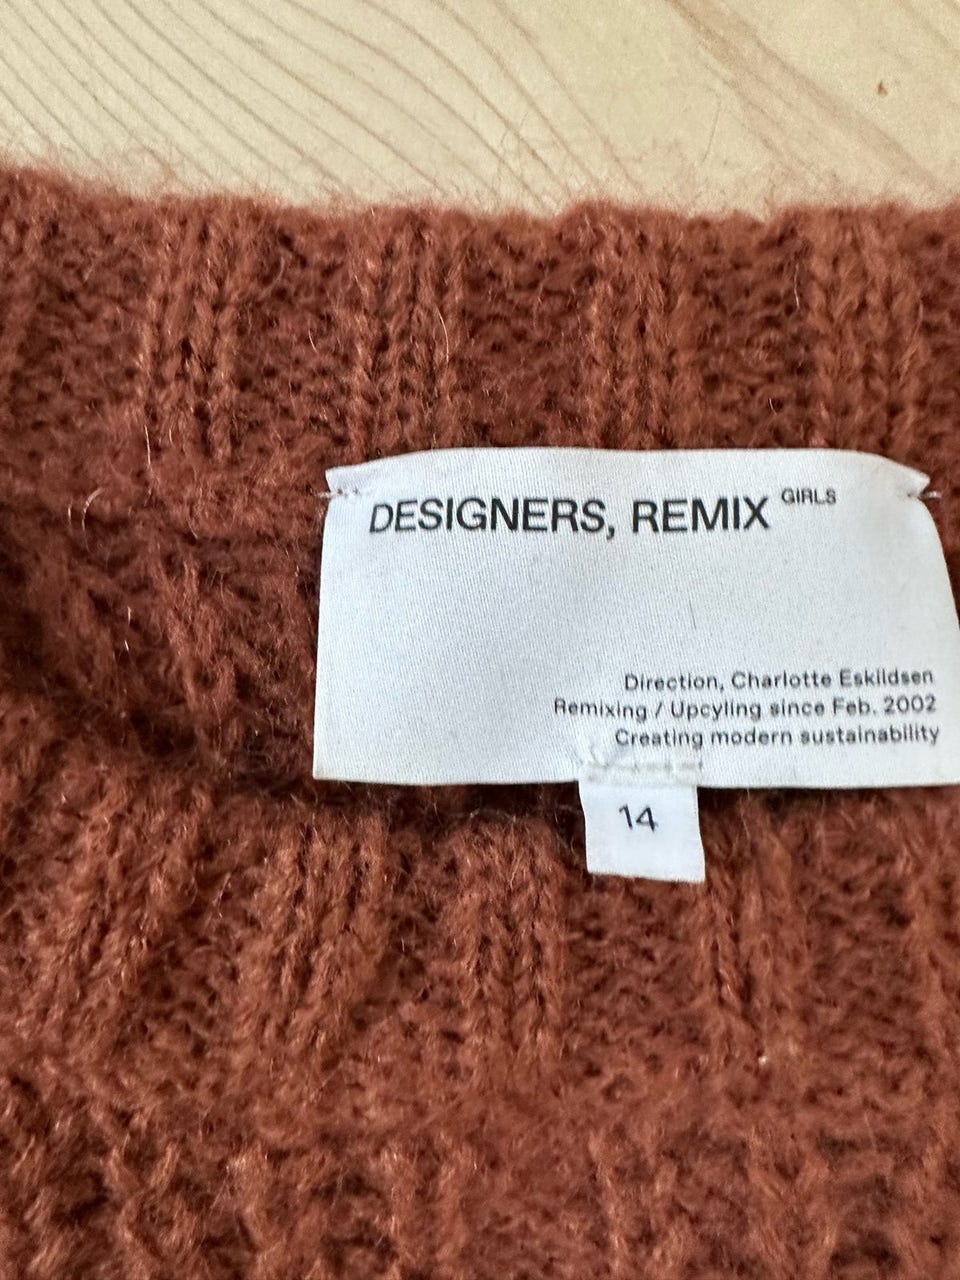 DESIGNERS, REMIX GIRLS
Direction, Charlotte Eskildsen
Remixing / Upcyling since Feb. 2002
Creating modern sustainability
14